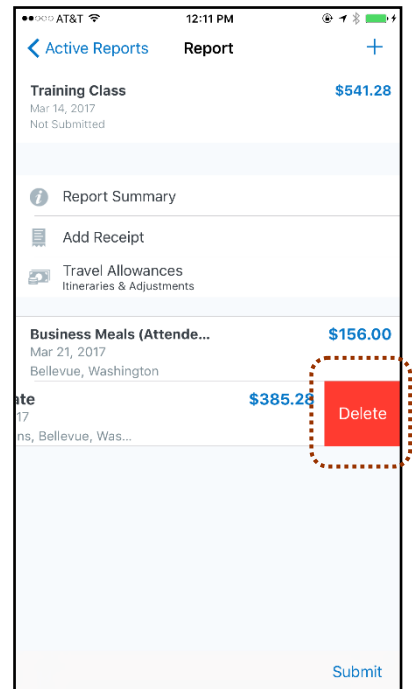 AT&T 12:11 PM
Active Reports Report +
Training Class $541.28
Mar 14, 2017
Not Submitted
Report Summary
Add Receipt
Travel Allowances
Itineraries & Adjustments
Business Meals (Attende... $156.00
Mar 21, 2017
Bellevue, Washington
ate $385.28 Delete
17
ns, Bellevue, Was...
Submit